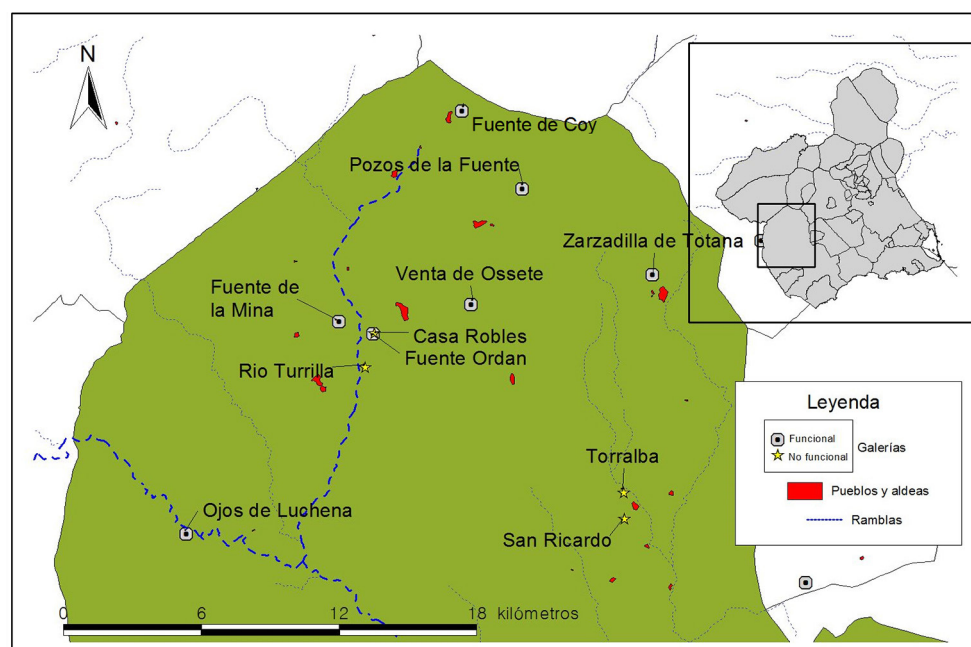 N
Fuente de Coy
Pozos de la Fuente
Zarzadilla de Totana
Venta de Ossete
Fuente de
la Mina
Casa Robles
Fuente Ordan
Rio Turrilla
Torralba
Ojos de Luchena
San Ricardo
Leyenda
Funcional
No funcional
Galerías
Pueblos y aldeas
Ramblas
0 6 12 18 kilómetros